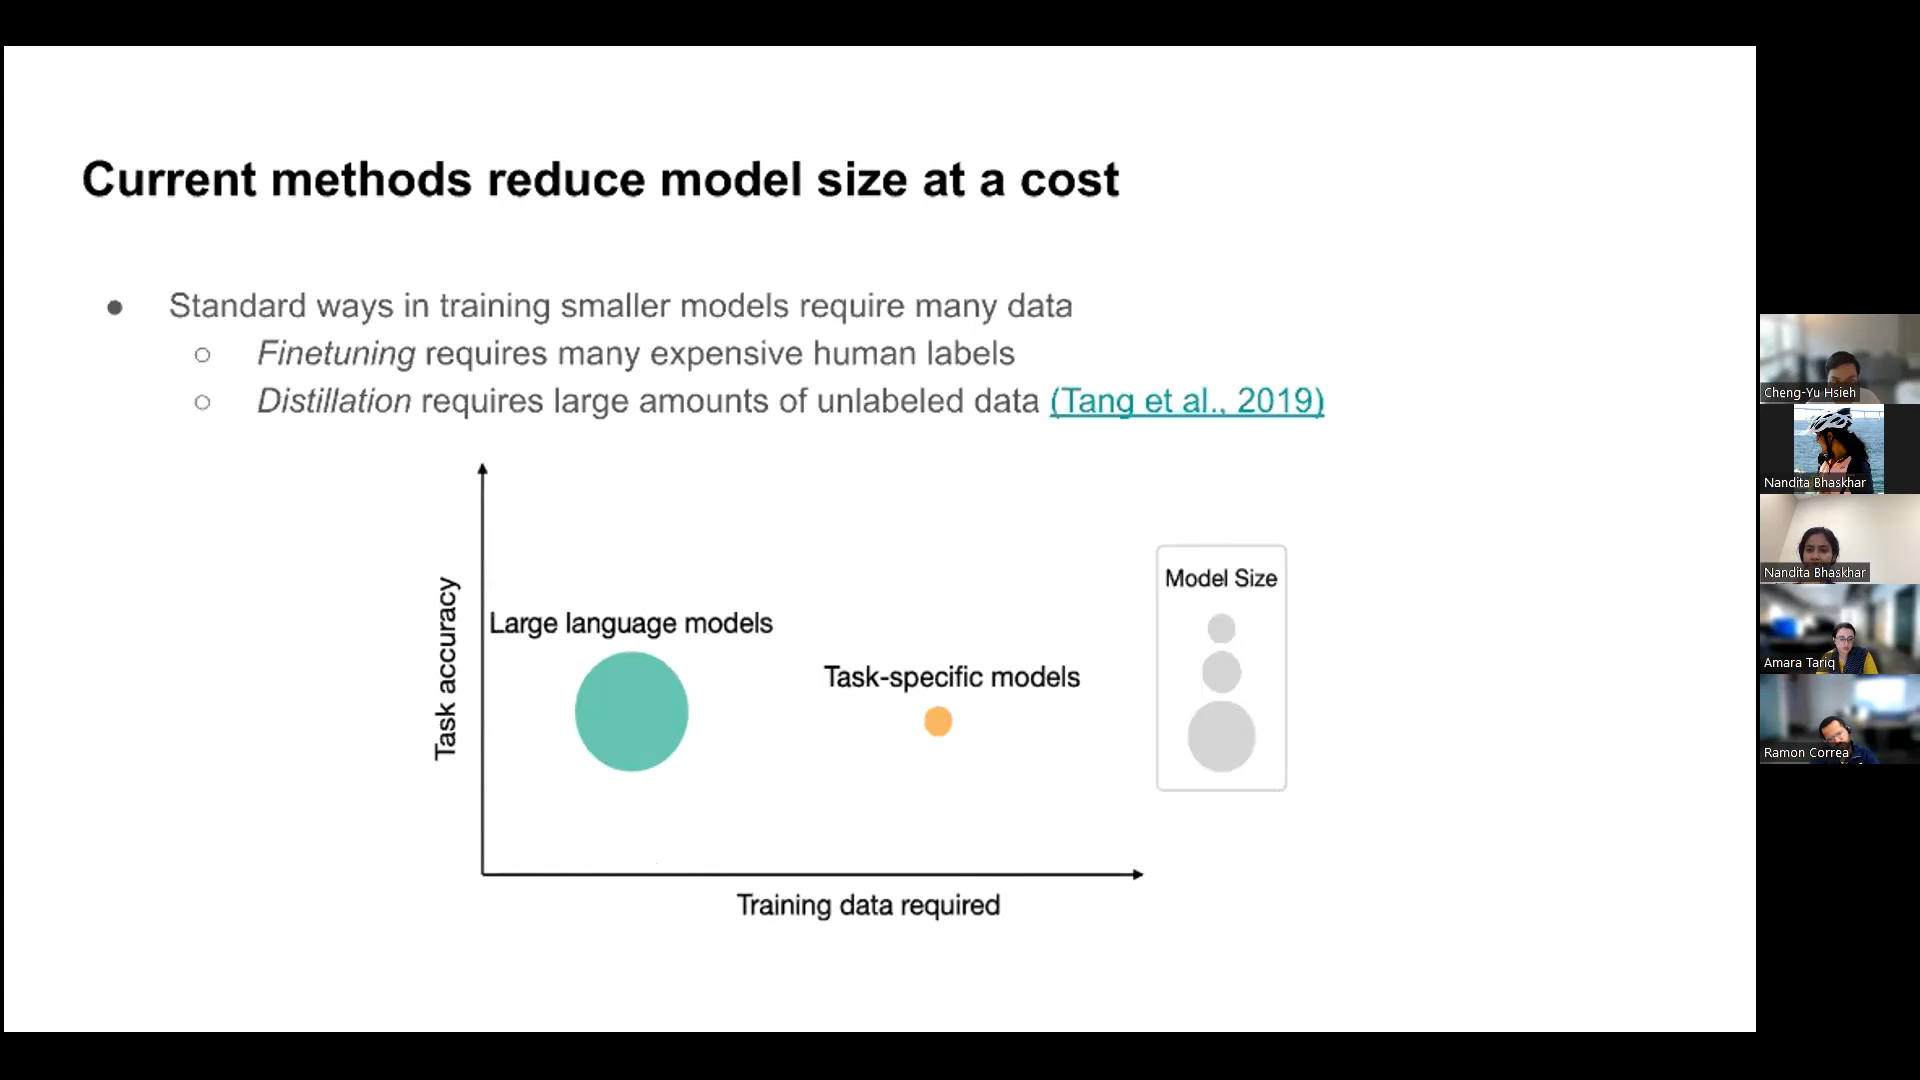 Current methods reduce model size at a cost
● Standard ways in training smaller models require many data
○ Finetuning requires many expensive human labels
○ Distillation requires large amounts of unlabeled data (Tang et al., 2019)
Task accuracy
Large language models
Task-specific models
Model Size
Training data required
Cheng-Yu Hsieh
Nandita Bhaskhar
Nandita Bhaskhar
Amara Tariq
Ramon Correa